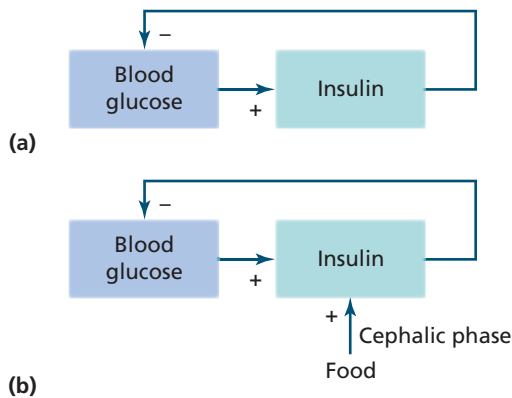 −
Blood
glucose
+
Insulin
(a)
−
Blood
glucose
+
Insulin
+
Cephalic phase
Food
(b)